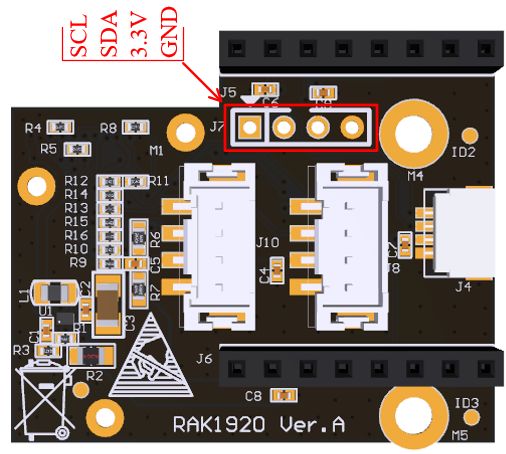 SCL
SDA
3.3V
GND
J5
C6
J7
R4
R8
R5
M1
M4
ID2
R12
R11
R14
R13
R15
R16
R10
R9
R6
C5
R7
J10
C4
C7
J8
J4
L1
C2
U1
C1
R1
C3
R3
R2
J6
C8
ID3
RAK1920 Ver.A
M5